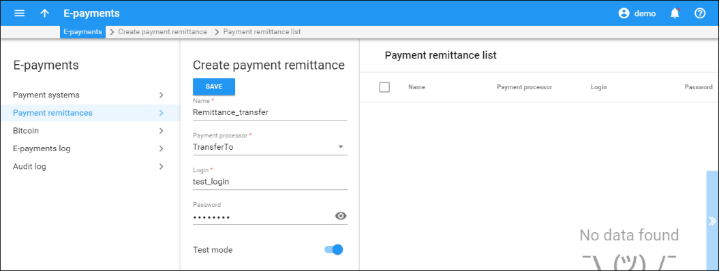 E-payments
demo
E-payments Create payment remittance Payment remittance list
E-payments
Payment systems
Payment remittances
Bitcoin
E-payments log
Audit log
Create payment remittance
SAVE
Name *
Remittance_transfer
Payment processor *
TransferTo
Login *
test_login
Password
••••••••
Test mode
Payment remittance list
Name Payment processor Login Password
No data found
¯\_(ツ)_/¯